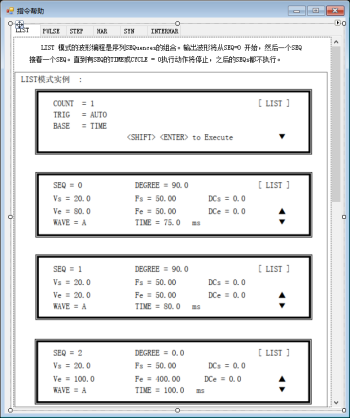 指令帮助
LIST PULSE STEP HAR SYN INTERHAR
LIST 模式的波形编程是序列SEQuences的组合。输出波形将从SEQ=0 开始，然后一个SEQ
接着一个SEQ。直到有SEQ的TIME或CYCLE = 0执行动作将停止，之后的SEQs都不执行。
LIST模式实例 ：
COUNT = 1 [ LIST ]
TRIG = AUTO
BASE = TIME
<SHIFT> <ENTER> to Execute ▼
SEQ = 0 DEGREE = 90.0 [ LIST ]
Vs = 20.0 Fs = 50.00 DCs = 0.0
Ve = 80.0 Fe = 50.00 DCe = 0.0 ▲
WAVE = A TIME = 75.0 ms ▼
SEQ = 1 DEGREE = 90.0 [ LIST ]
Vs = 20.0 Fs = 50.00 DCs = 0.0
Ve = 20.0 Fe = 50.00 DCe = 0.0 ▲
WAVE = A TIME = 80.0 ms ▼
SEQ = 2 DEGREE = 0.0 [ LIST ]
Vs = 20.0 Fs = 50.00 DCs = 0.0
Ve = 100.0 Fe = 400.00 DCe = 0.0 ▲
WAVE = A TIME = 100.0 ms ▼